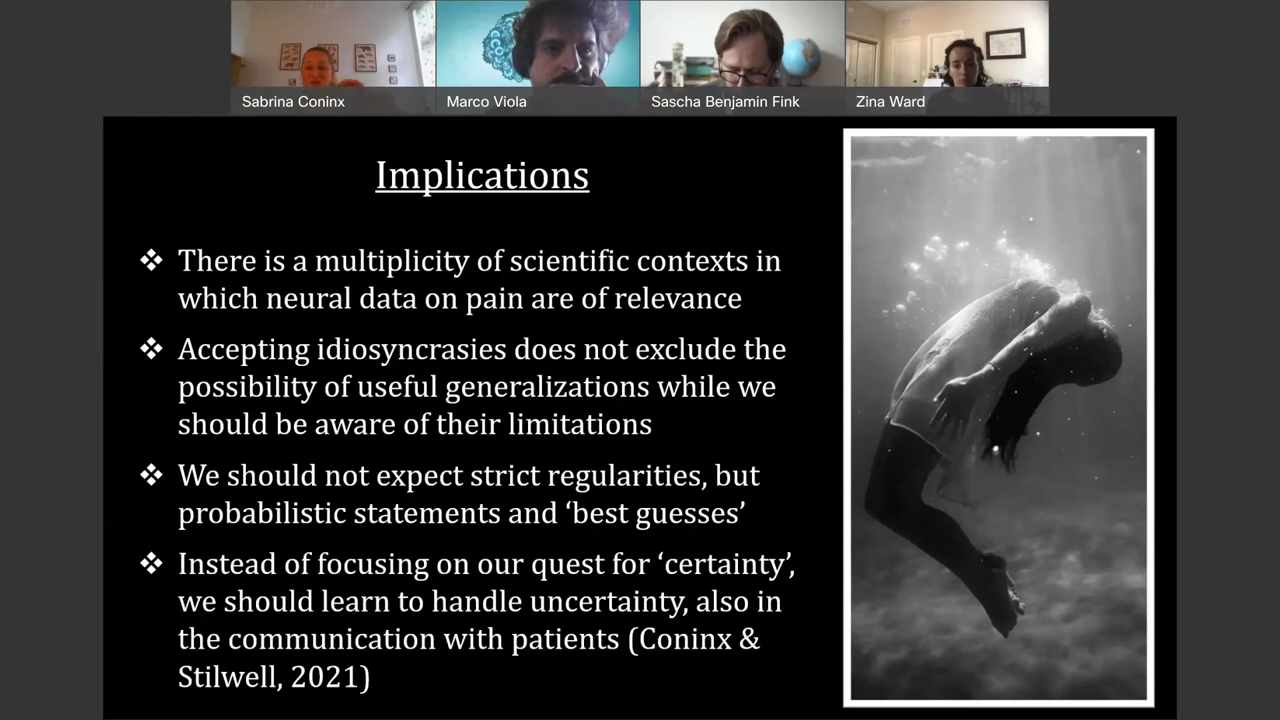 Sabrina Coninx
Marco Viola
Sascha Benjamin Fink
Zina Ward
Implications
❖ There is a multiplicity of scientific contexts in
which neural data on pain are of relevance
❖ Accepting idiosyncrasies does not exclude the
possibility of useful generalizations while we
should be aware of their limitations
❖ We should not expect strict regularities, but
probabilistic statements and ‘best guesses’
❖ Instead of focusing on our quest for ‘certainty’,
we should learn to handle uncertainty, also in
the communication with patients (Coninx &
Stilwell, 2021)